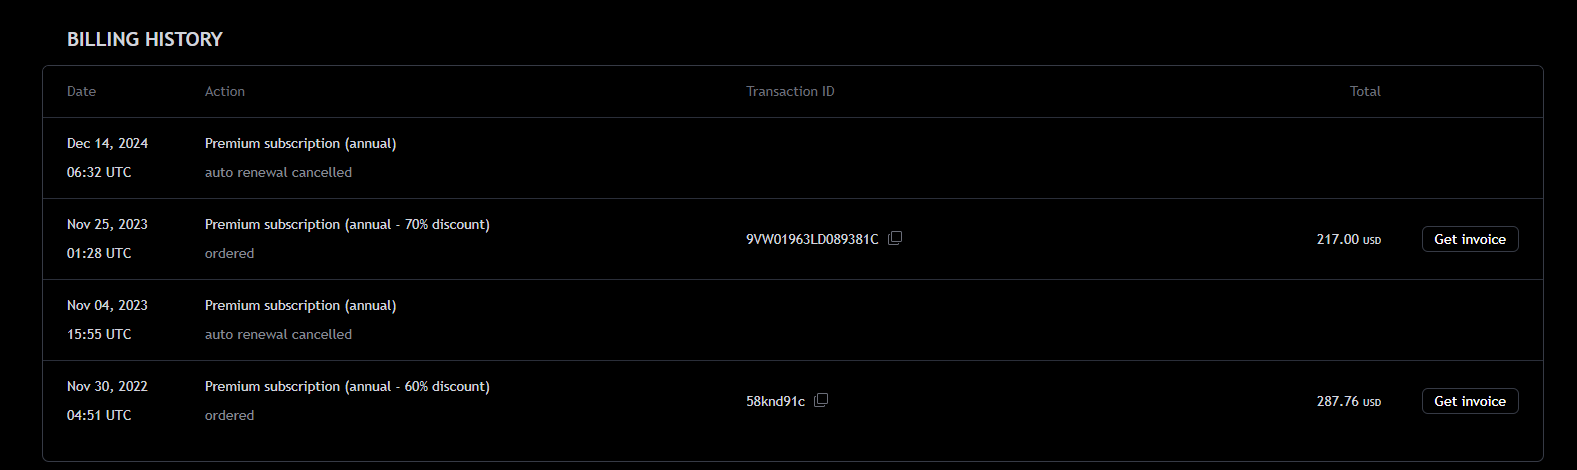 BILLING HISTORY
Date Action Transaction ID Total
Dec 14, 2024 Premium subscription (annual)
06:32 UTC auto renewal cancelled
Nov 25, 2023 Premium subscription (annual - 70% discount)
9VW01963LD089381C 217.00 USD Get invoice
01:28 UTC ordered
Nov 04, 2023 Premium subscription (annual)
15:55 UTC auto renewal cancelled
Nov 30, 2022 Premium subscription (annual - 60% discount)
58knd91c 287.76 USD Get invoice
04:51 UTC ordered